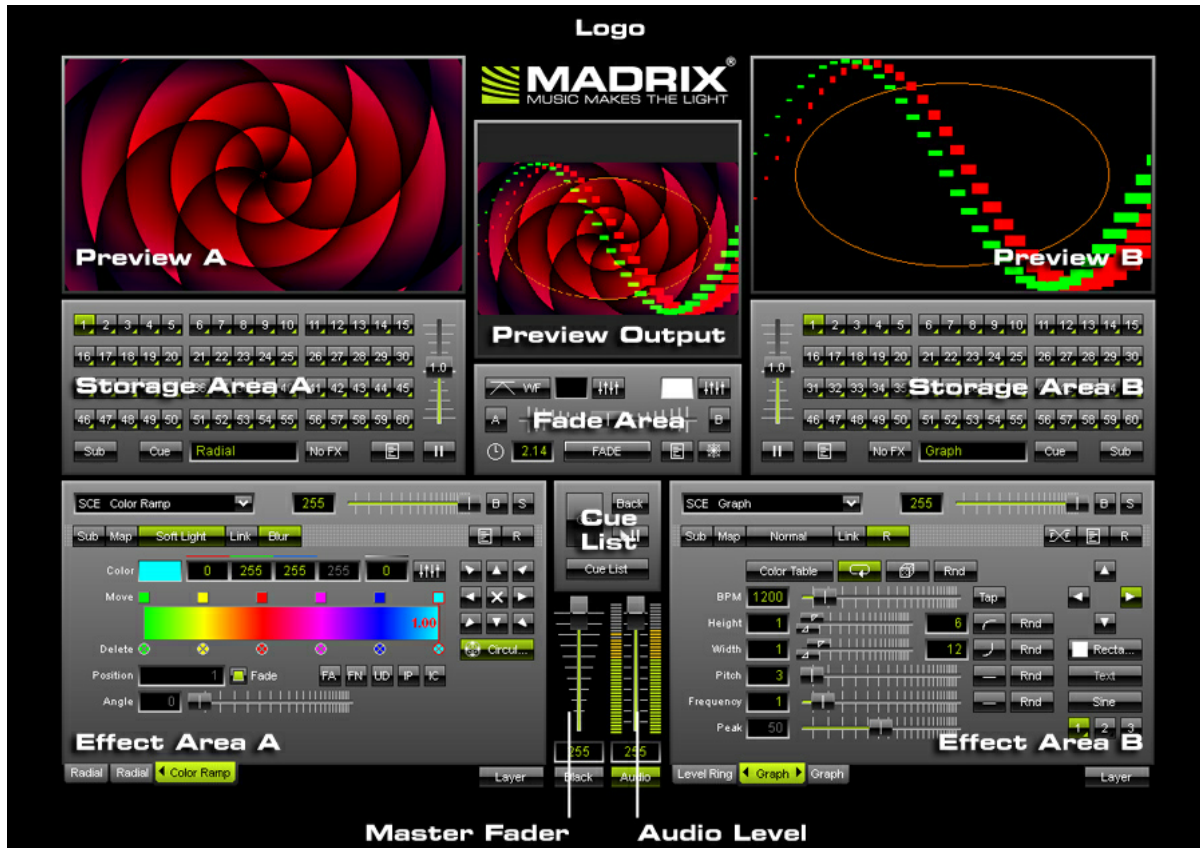 Logo
MADRIX®
MUSIC MAKES THE LIGHT
Preview A
Preview Output
Preview B
1 2 3 4 5 6 7 8 9 10 11 12 13 14 15
16 17 18 19 20 21 22 23 24 25 26 27 28 29 30
1.0
Storage Area A 41 42 43 44 45
46 47 48 49 50 51 52 53 54 55 56 57 58 59 60
Sub Cue Radial No FX
WF
A Fade Area B
2.14 FADE
1 2 3 4 5 6 7 8 9 10 11 12 13 14 15
16 17 18 19 20 21 22 23 24 25 26 27 28 29 30
1.0
31 32 33 34 Storage Area B
46 47 48 49 50 51 52 53 54 55 56 57 58 59 60
No FX Graph Cue Sub
SCE Color Ramp 255 B S
Sub Map Soft Light Link Blur R
Color 0 255 255 255 0
Move
1.00
Delete Circul...
Position 1 Fade FA FN UD IP IC
Angle 0
Effect Area A
Radial Radial Color Ramp Layer
Back
Cue List
Cue List
255 255
Black Audio
SCE Graph 255 B S
Sub Map Normal Link R R
Color Table Rnd
BPM 1200 Tap
Height 1 6 Rnd
Width 1 12 Rnd Recta...
Pitch 3 Rnd Text
Frequency 1 Rnd Sine
Peak 50 1 2 3
Effect Area B
Level Ring Graph Graph Layer
Master Fader Audio Level